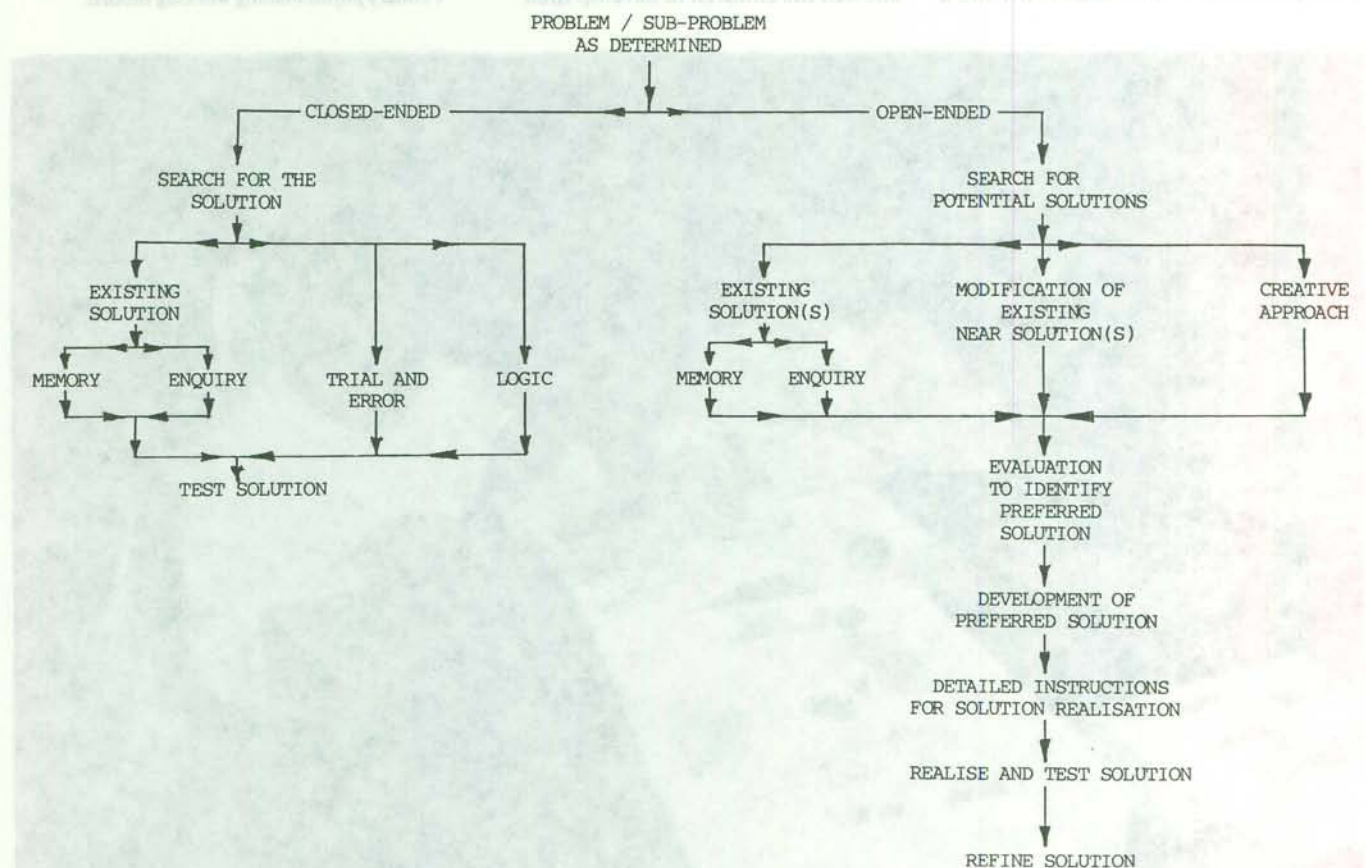 PROBLEM / SUB-PROBLEM
AS DETERMINED
CLOSED-ENDED
OPEN-ENDED
SEARCH FOR THE
SOLUTION
SEARCH FOR
POTENTIAL SOLUTIONS
EXISTING
SOLUTION
EXISTING
SOLUTION(S)
MODIFICATION OF
EXISTING
NEAR SOLUTION(S)
CREATIVE
APPROACH
MEMORY
ENQUIRY
TRIAL AND
ERROR
LOGIC
MEMORY
ENQUIRY
TEST SOLUTION
EVALUATION
TO IDENTIFY
PREFERRED
SOLUTION
DEVELOPMENT OF
PREFERRED SOLUTION
DETAILED INSTRUCTIONS
FOR SOLUTION REALISATION
REALISE AND TEST SOLUTION
REFINE SOLUTION